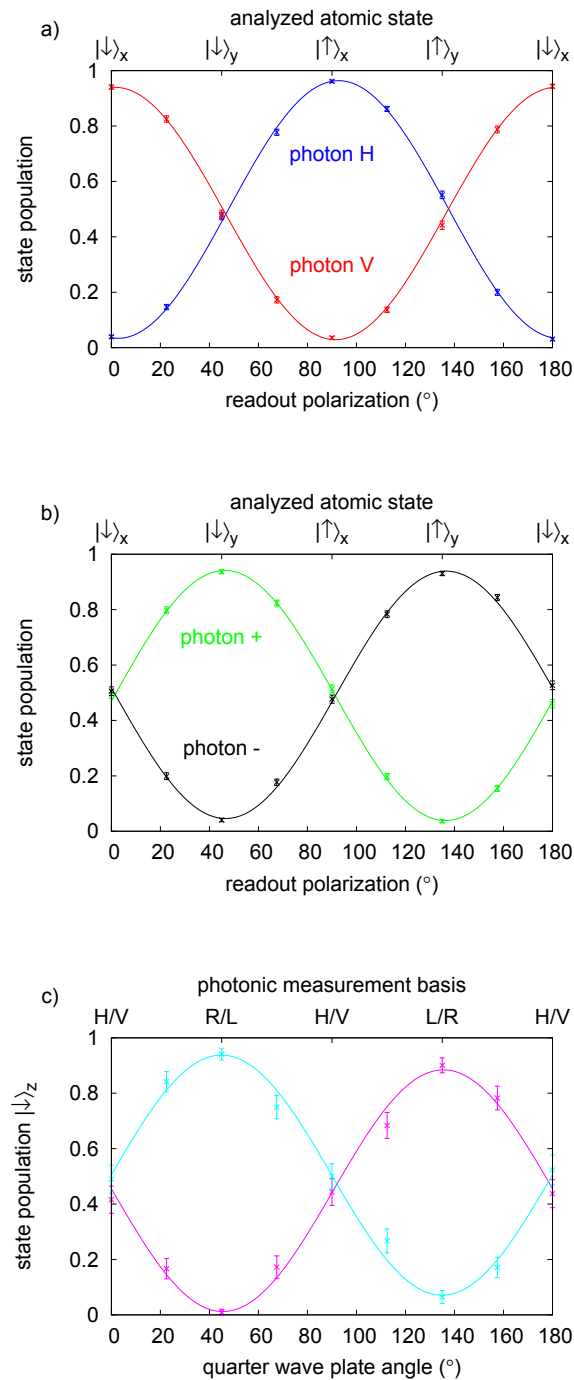 analyzed atomic state
a)
|↓⟩x |↓⟩y |↑⟩x |↑⟩y |↓⟩x
1
0.8
0.6
0.4
0.2
0
state population
photon H
photon V
0 20 40 60 80 100 120 140 160 180
readout polarization (°)
analyzed atomic state
b)
|↓⟩x |↓⟩y |↑⟩x |↑⟩y |↓⟩x
1
0.8
0.6
0.4
0.2
0
state population
photon +
photon -
0 20 40 60 80 100 120 140 160 180
readout polarization (°)
photonic measurement basis
c)
H/V R/L H/V L/R H/V
1
0.8
0.6
0.4
0.2
0
state population |↓⟩z
0 20 40 60 80 100 120 140 160 180
quarter wave plate angle (°)